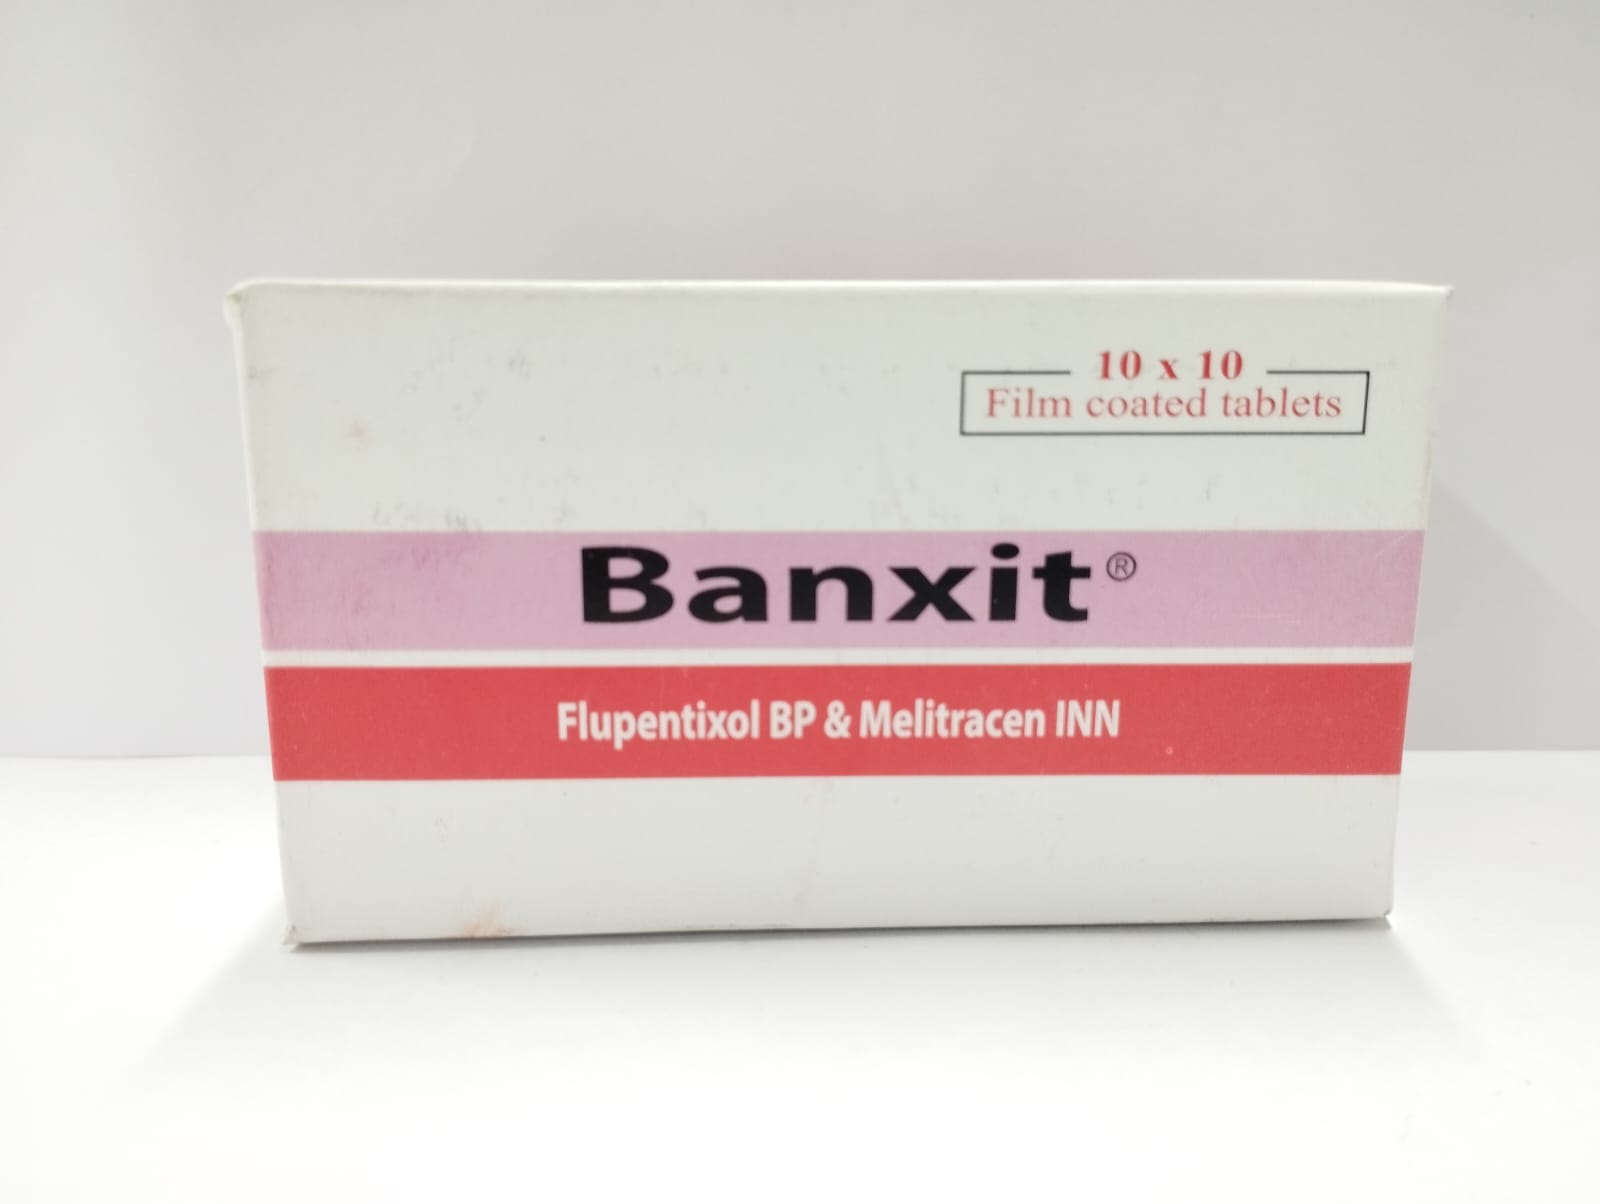 10 x 10
Film coated tablets
Banxit®
Flupentixol BP & Melitracen INN